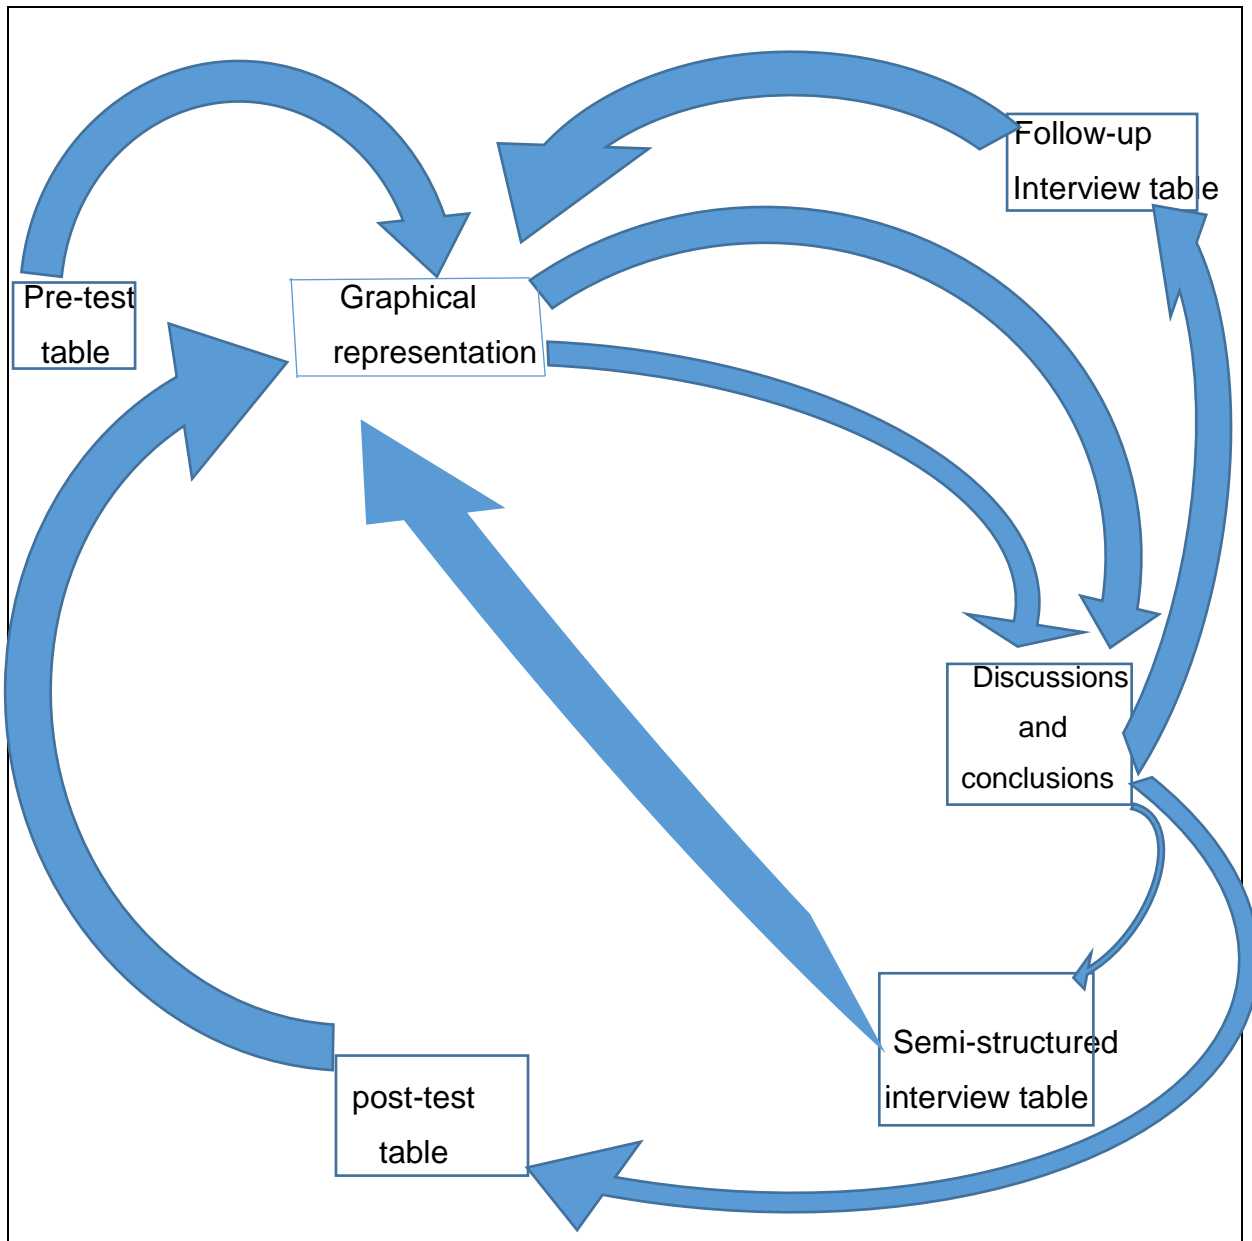 Follow-up
Interview table
Pre-test
table
Graphical
representation
Discussions
and
conclusions
Semi-structured
interview table
post-test
table